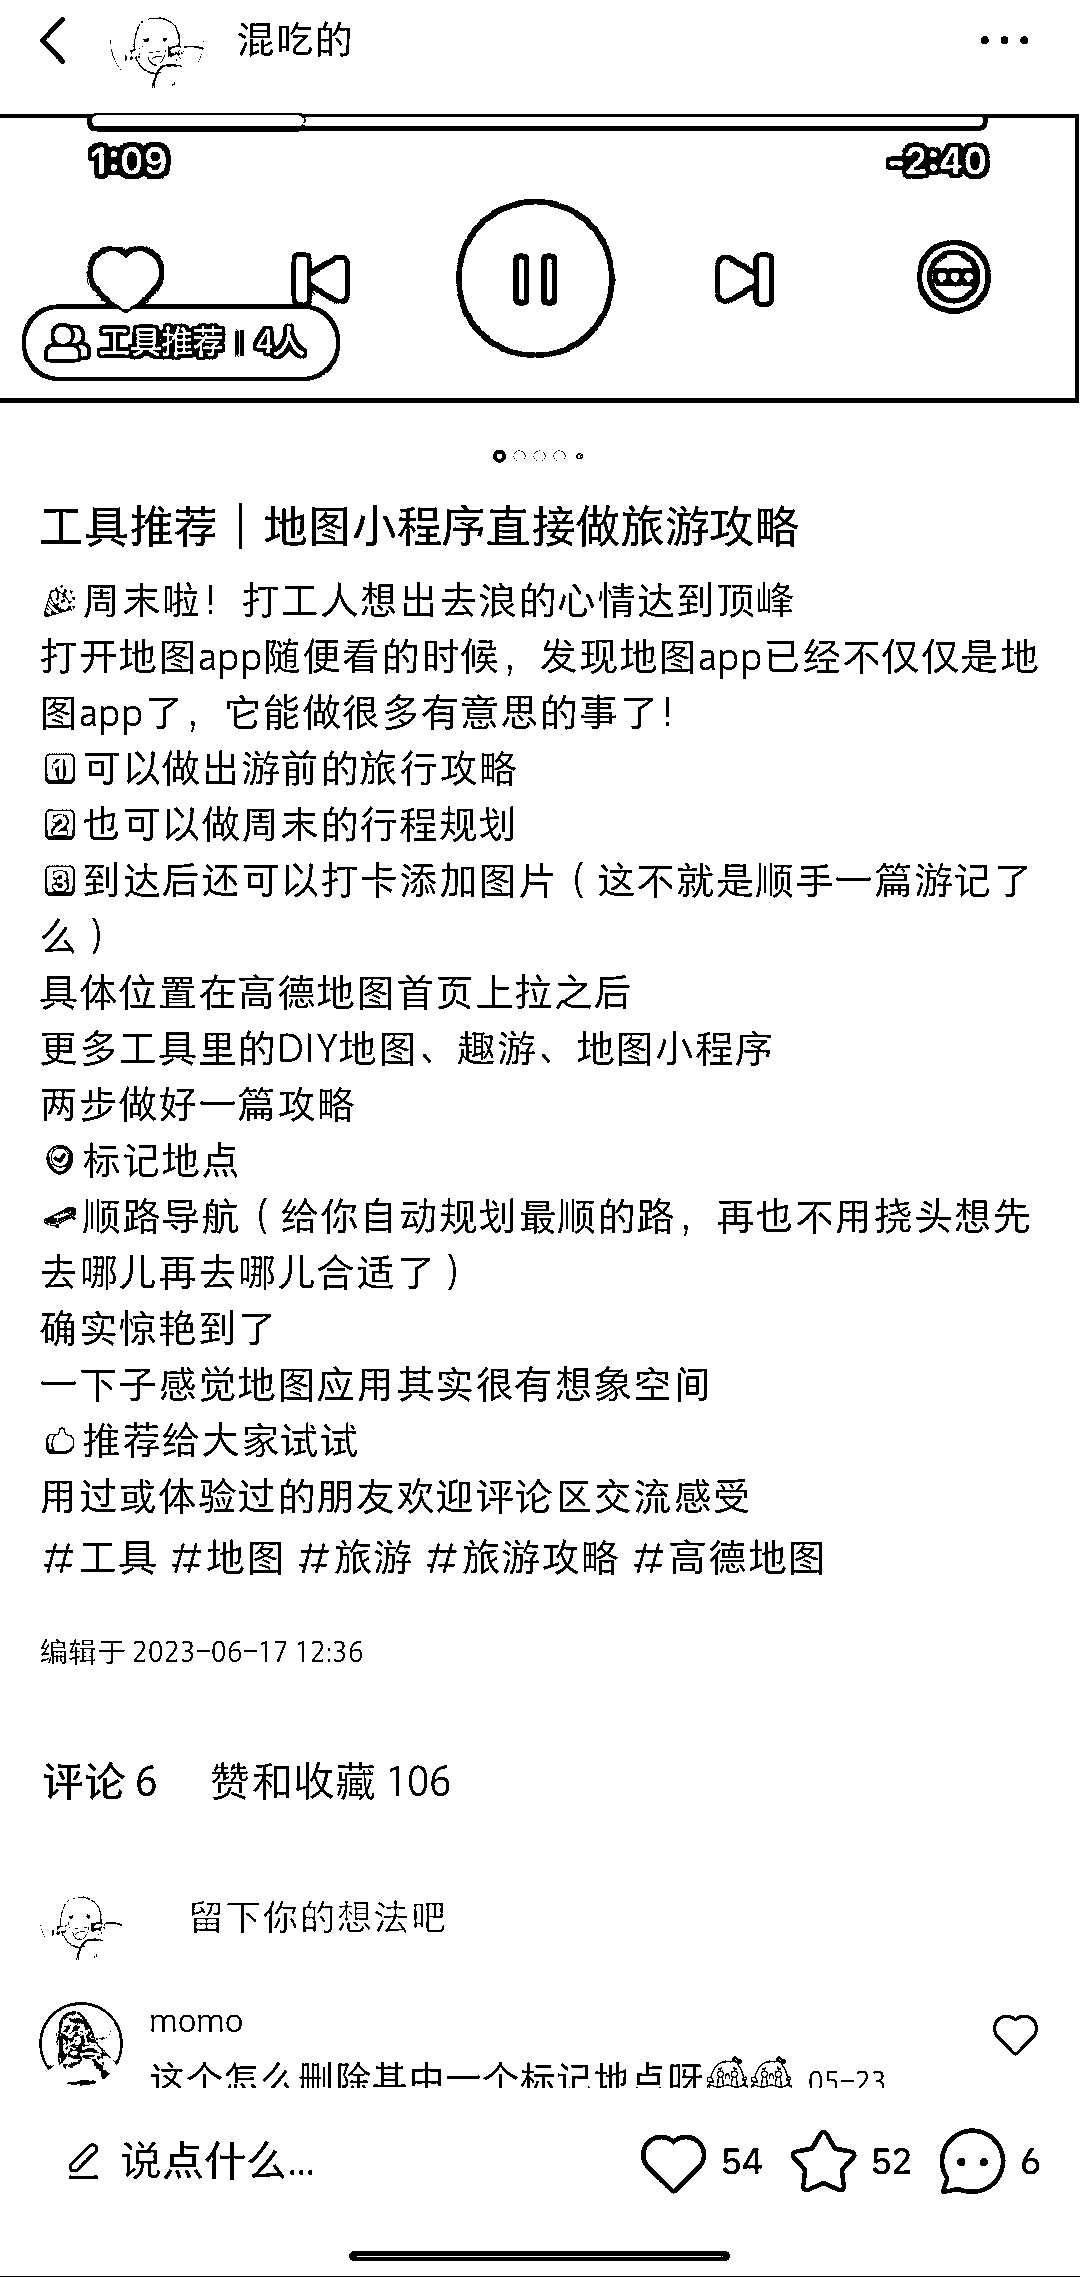 混吃的
1:09
-2:40
工具推荐 4人
工具推荐｜地图小程序直接做旅游攻略
🎉周末啦！打工人想出去浪的心情达到顶峰
打开地图app随便看的时候，发现地图app已经不仅仅是地
图app了，它能做很多有意思的事了！
1️⃣可以做出游前的旅行攻略
2️⃣也可以做周末的行程规划
3️⃣到达后还可以打卡添加图片（这不就是顺手一篇游记了
么）
具体位置在高德地图首页上拉之后
更多工具里的DIY地图、趣游、地图小程序
两步做好一篇攻略
标记地点
顺路导航（给你自动规划最顺的路，再也不用挠头想先
去哪儿再去哪儿合适了）
确实惊艳到了
一下子感觉地图应用其实很有想象空间
👍推荐给大家试试
用过或体验过的朋友欢迎评论区交流感受
#工具 #地图 #旅游 #旅游攻略 #高德地图
编辑于 2023-06-17 12:36
评论 6 赞和收藏 106
留下你的想法吧
momo
这个怎么删除其中一个标记地点呀 05-23
说点什么... 54 52 6